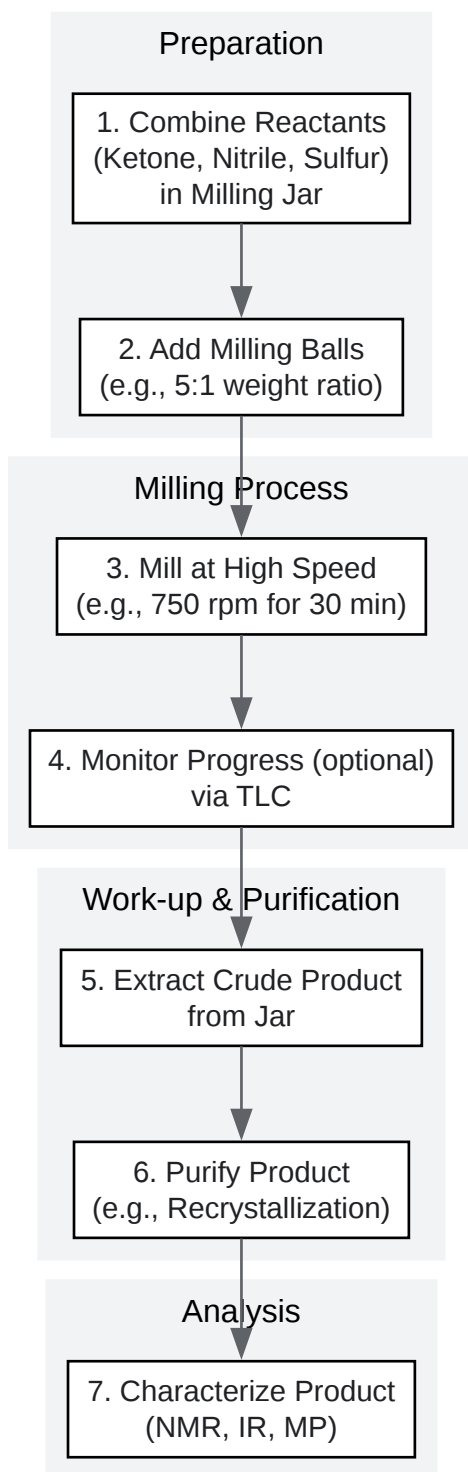 Preparation
1. Combine Reactants
(Ketone, Nitrile, Sulfur)
in Milling Jar
2. Add Milling Balls
(e.g., 5:1 weight ratio)
Milling Process
3. Mill at High Speed
(e.g., 750 rpm for 30 min)
4. Monitor Progress (optional)
via TLC
Work-up & Purification
5. Extract Crude Product
from Jar
6. Purify Product
(e.g., Recrystallization)
Analysis
7. Characterize Product
(NMR, IR, MP)